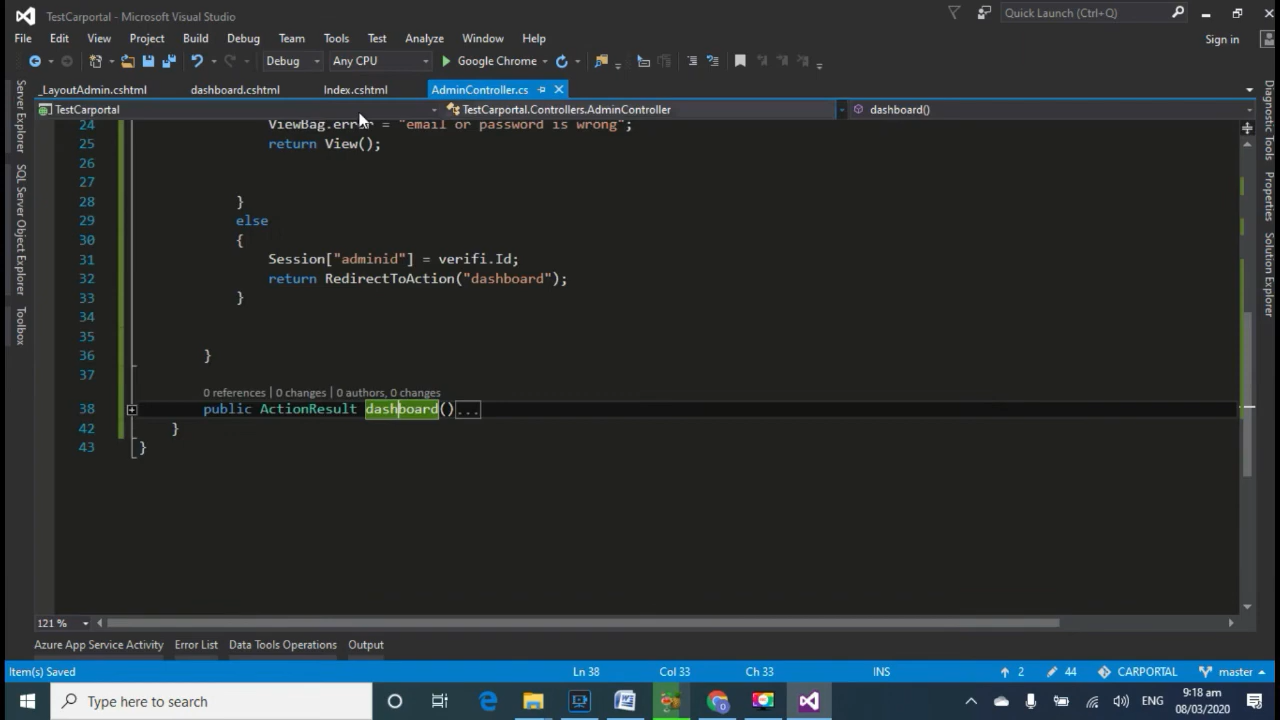 TestCarportal - Microsoft Visual Studio
Quick Launch (Ctrl+Q)
File Edit View Project Build Debug Team Tools Test Analyze Window Help
Sign in
Debug Any CPU Google Chrome
_LayoutAdmin.cshtml dashboard.cshtml Index.cshtml AdminController.cs
TestCarportal TestCarportal.Controllers.AdminController dashboard()
24 ViewBag.error = "email or password is wrong";
25 return View();
26
27
28 }
29 else
30 {
31 Session["adminid"] = verifi.Id;
32 return RedirectToAction("dashboard");
33 }
34
35
36 }
37
0 references | 0 changes | 0 authors, 0 changes
38 public ActionResult dashboard()...
42 }
43 }
Server Explorer
SQL Server Object Explorer
Toolbox
Diagnostic Tools
Properties
Solution Explorer
121 %
Azure App Service Activity Error List Data Tools Operations Output
Item(s) Saved Ln 38 Col 33 Ch 33 INS 2 44 CARPORTAL master
Type here to search
ENG
9:18 am
08/03/2020